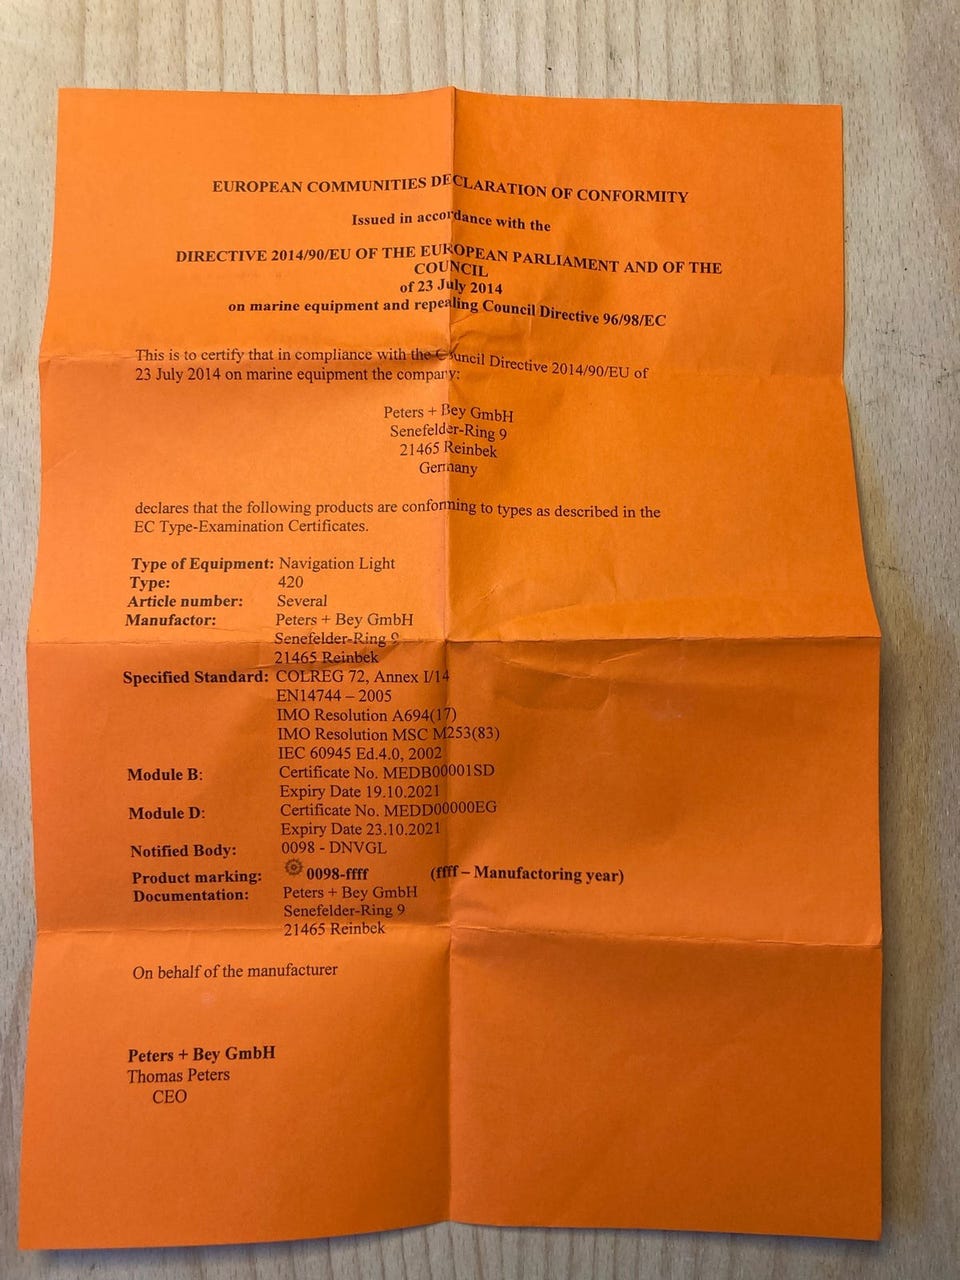 EUROPEAN COMMUNITIES DECLARATION OF CONFORMITY
Issued in accordance with the
DIRECTIVE 2014/90/EU OF THE EUROPEAN PARLIAMENT AND OF THE
COUNCIL
of 23 July 2014
on marine equipment and repealing Council Directive 96/98/EC
This is to certify that in compliance with the Council Directive 2014/90/EU of
23 July 2014 on marine equipment the company:
Peters + Bey GmbH
Senefelder-Ring 9
21465 Reinbek
Germany
declares that the following products are conforming to types as described in the
EC Type-Examination Certificates.
Type of Equipment: Navigation Light
Type: 420
Article number: Several
Manufactor: Peters + Bey GmbH
Senefelder-Ring 9
21465 Reinbek
Specified Standard: COLREG 72, Annex I/14
EN14744 – 2005
IMO Resolution A694(17)
IMO Resolution MSC M253(83)
IEC 60945 Ed.4.0, 2002
Module B: Certificate No. MEDB00001SD
Expiry Date 19.10.2021
Module D: Certificate No. MEDD00000EG
Expiry Date 23.10.2021
Notified Body: 0098 - DNVGL
Product marking: 0098-ffff (ffff – Manufactoring year)
Documentation: Peters + Bey GmbH
Senefelder-Ring 9
21465 Reinbek
On behalf of the manufacturer
Peters + Bey GmbH
Thomas Peters
CEO